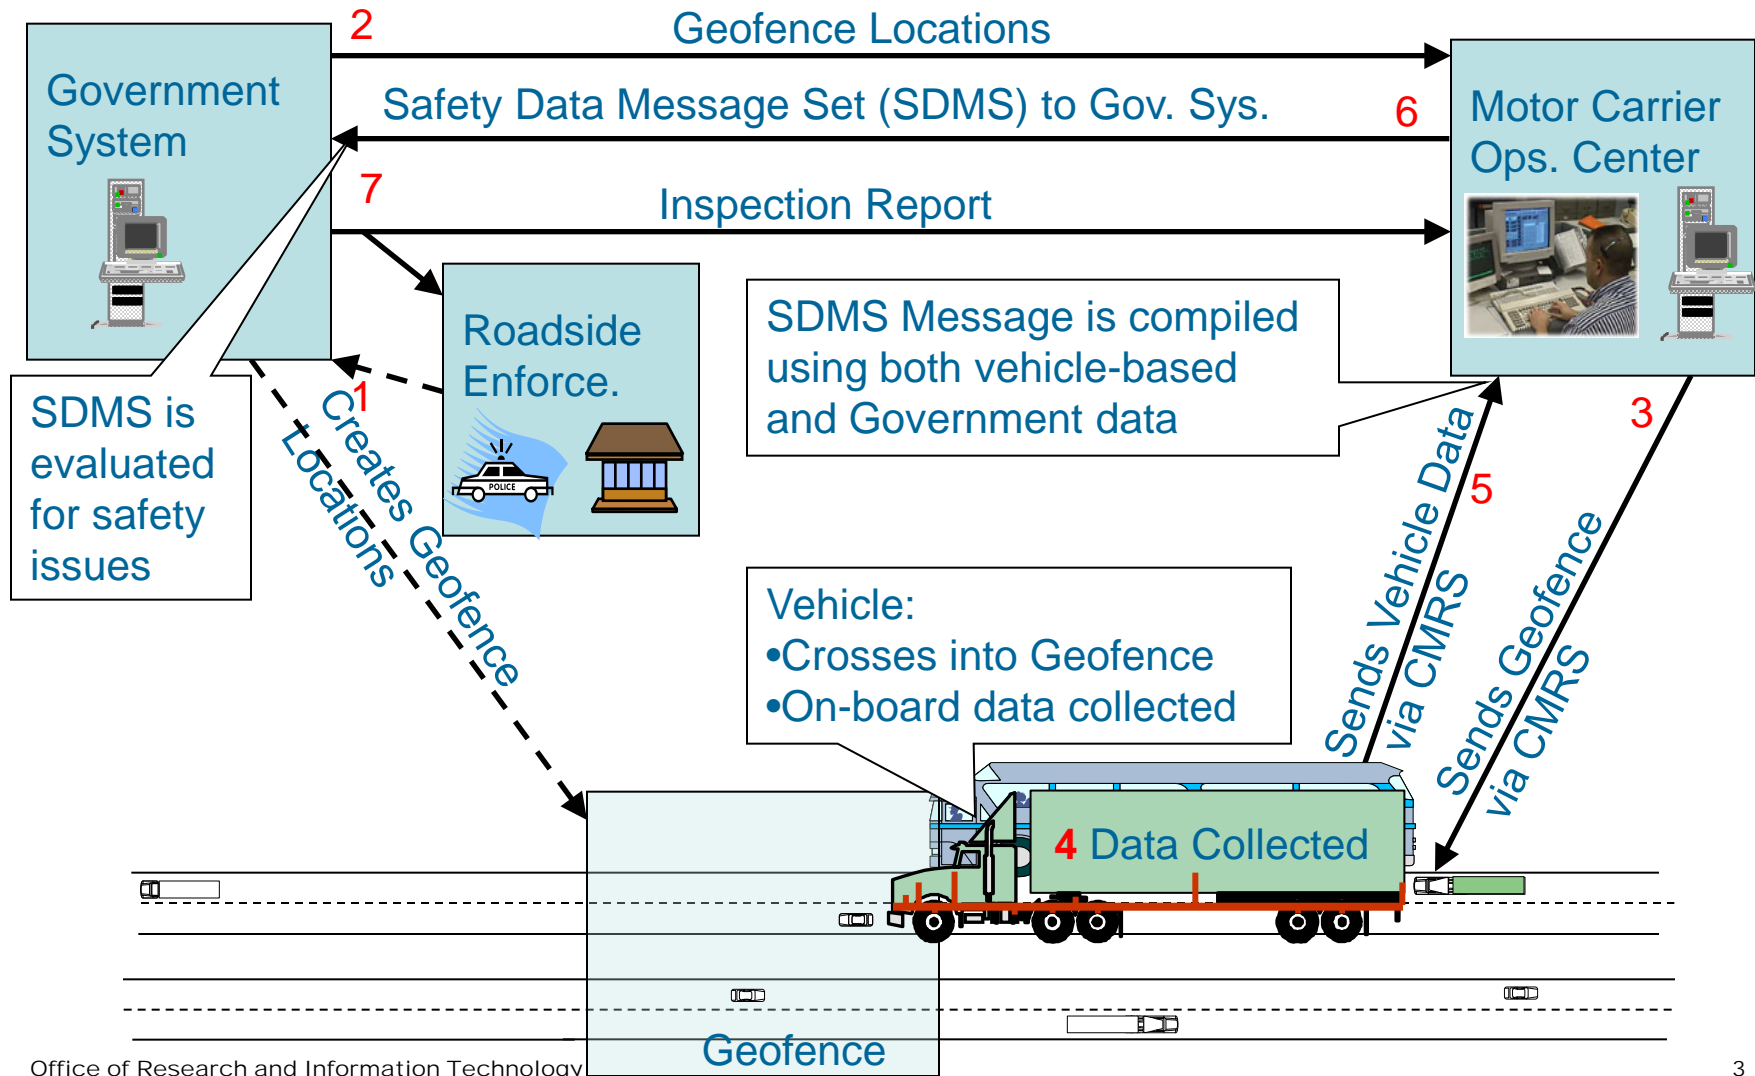 2
Geofence Locations
Government
System
Safety Data Message Set (SDMS) to Gov. Sys.
6
Motor Carrier
Ops. Center
7
Inspection Report
Roadside
Enforce.
POLICE
SDMS Message is compiled
using both vehicle-based
and Government data
1
SDMS is
evaluated
for safety
issues
Creates Geofence
Locations
3
5
Sends Vehicle Data
via CMRS
Sends Geofence
via CMRS
Vehicle:
•Crosses into Geofence
•On-board data collected
4 Data Collected
Geofence
Office of Research and Information Technology
3